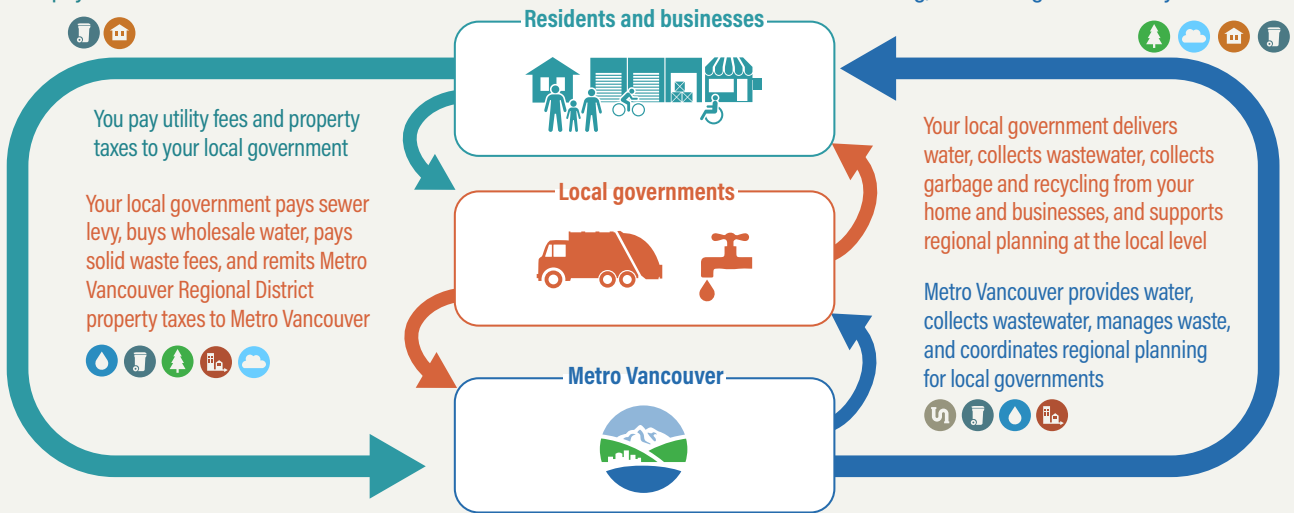 Residents and businesses
You pay utility fees and property
taxes to your local government
Your local government pays sewer
levy, buys wholesale water, pays
solid waste fees, and remits Metro
Vancouver Regional District
property taxes to Metro Vancouver
Local governments
Metro Vancouver
Your local government delivers
water, collects wastewater, collects
garbage and recycling from your
home and businesses, and supports
regional planning at the local level
Metro Vancouver provides water,
collects wastewater, manages waste,
and coordinates regional planning
for local governments